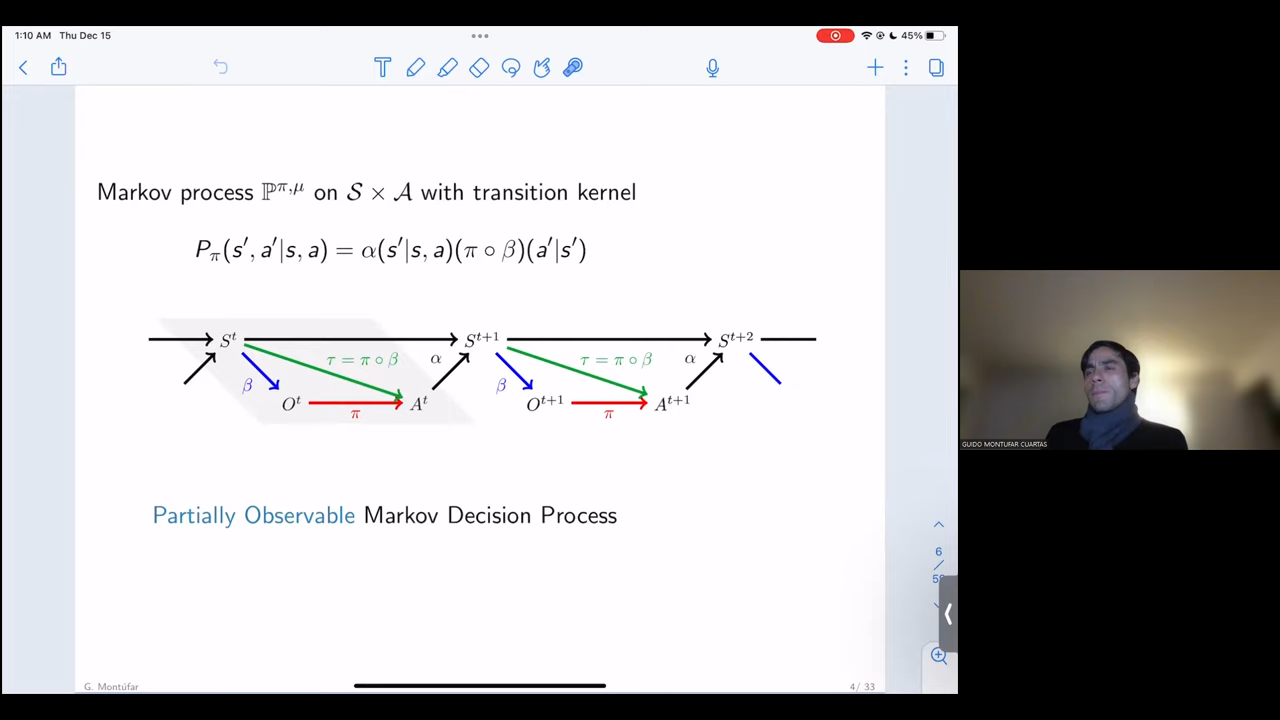 1:10 AM Thu Dec 15
45%
Markov process ℙ^{π,μ} on 𝒮 × 𝒜 with transition kernel
P_π(s′, a′|s, a) = α(s′|s, a)(π ∘ β)(a′|s′)
S^t S^{t+1} S^{t+2}
τ = π ∘ β α τ = π ∘ β α
β β
O^t A^t O^{t+1} A^{t+1}
π π
GUIDO MONTUFAR CUARTAS
Partially Observable Markov Decision Process
6
/
G. Montúfar
4/ 33